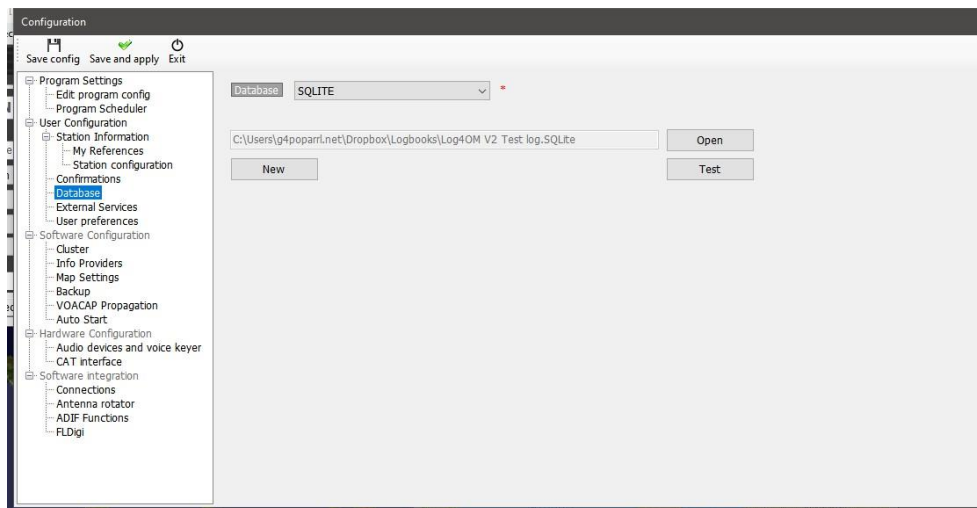 Configuration
Save config Save and apply Exit
Program Settings
Edit program config
Program Scheduler
User Configuration
Station Information
My References
Station configuration
Confirmations
Database
External Services
User preferences
Software Configuration
Cluster
Info Providers
Map Settings
Backup
VOACAP Propagation
Auto Start
Hardware Configuration
Audio devices and voice keyer
CAT interface
Software integration
Connections
Antenna rotator
ADIF Functions
FLDigi
Database SQLITE *
C:\Users\g4poparrl.net\Dropbox\Logbooks\Log4OM V2 Test log.SQLite Open
New Test